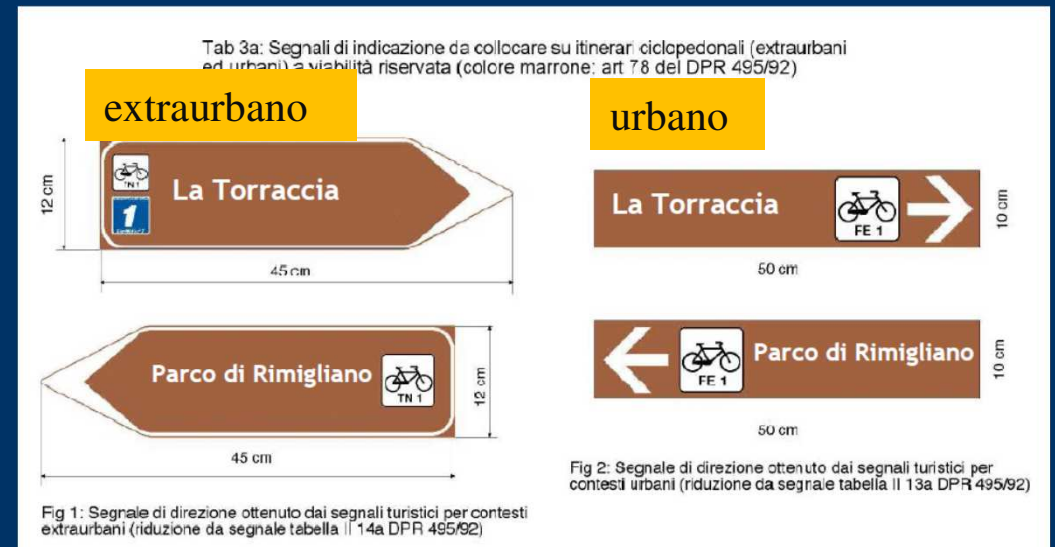 Tab 3a: Segnali di indicazione da collocare su itinerari ciclopedonali (extraurbani
ed urbani) a viabilità riservata (colore marrone: art 78 del DPR 495/92)
extraurbano
urbano
12 cm
TN 1
1
La Torraccia
45 cm
La Torraccia
FE 1
10 cm
50 cm
Parco di Rimigliano
TN 1
12 cm
45 cm
FE 1
Parco di Rimigliano
10 cm
50 cm
Fig 1: Segnale di direzione ottenuto dai segnali turistici per contesti
extraurbani (riduzione da segnale tabella II 14a DPR 495/92)
Fig 2: Segnale di direzione ottenuto dai segnali turistici per
contesti urbani (riduzione da segnale tabella II 13a DPR 495/92)